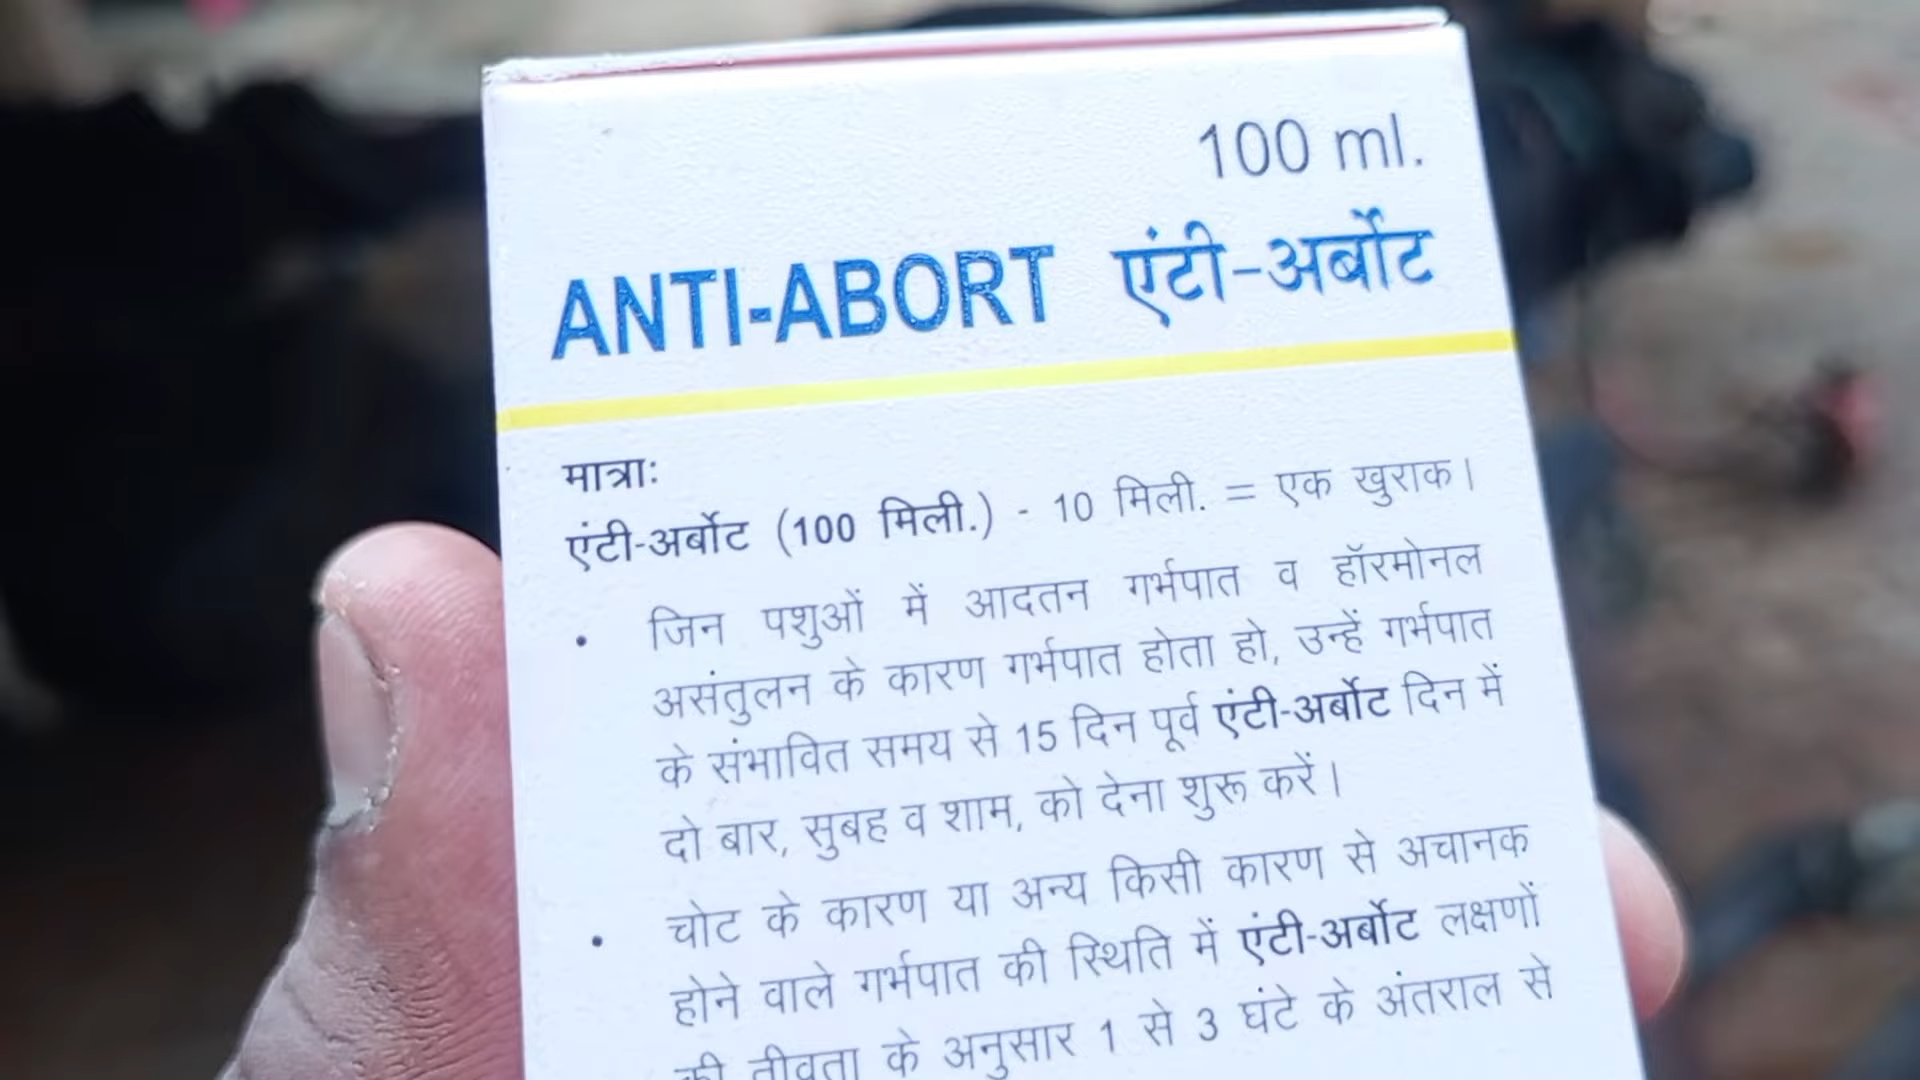 100 ml.
ANTI-ABORT एंटी-अर्बोट
मात्राः
एंटी-अर्बोट (100 मिली.) - 10 मिली. = एक खुराक।
• जिन पशुओं में आदतन गर्भपात व हॉरमोनल
असंतुलन के कारण गर्भपात होता हो, उन्हें गर्भपात
के संभावित समय से 15 दिन पूर्व एंटी-अर्बोट दिन में
दो बार, सुबह व शाम, को देना शुरू करें।
• चोट के कारण या अन्य किसी कारण से अचानक
होने वाले गर्भपात की स्थिति में एंटी-अर्बोट लक्षणों
की तीव्रता के अनुसार 1 से 3 घंटे के अंतराल से